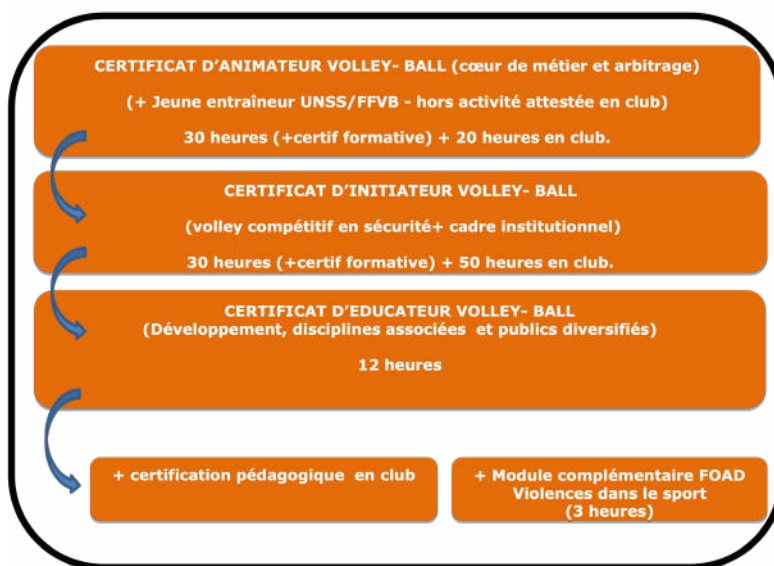 CERTIFICAT D'ANIMATEUR VOLLEY- BALL (cœur de métier et arbitrage)
(+ Jeune entraîneur UNSS/FFVB - hors activité attestée en club)
30 heures (+certif formative) + 20 heures en club.
CERTIFICAT D'INITIATEUR VOLLEY- BALL
(volley compétitif en sécurité+ cadre institutionnel)
30 heures (+certif formative) + 50 heures en club.
CERTIFICAT D'EDUCATEUR VOLLEY- BALL
(Développement, disciplines associées et publics diversifiés)
12 heures
+ certification pédagogique en club
+ Module complémentaire FOAD
Violences dans le sport
(3 heures)